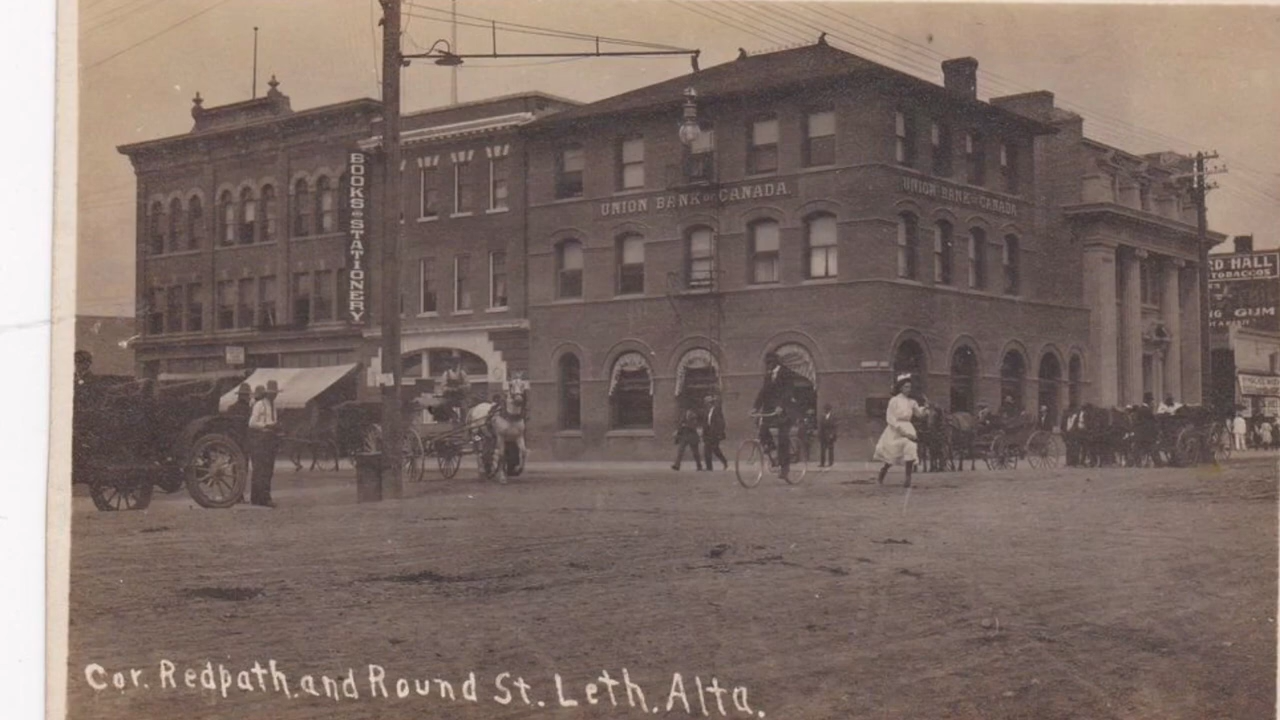 BOOKS & STATIONERY
UNION BANK OF CANADA.
UNION BANK OF CANADA
HALL
TOBACCOS
GUM
Cor. Redpath. and Round St. Leth. Alta.